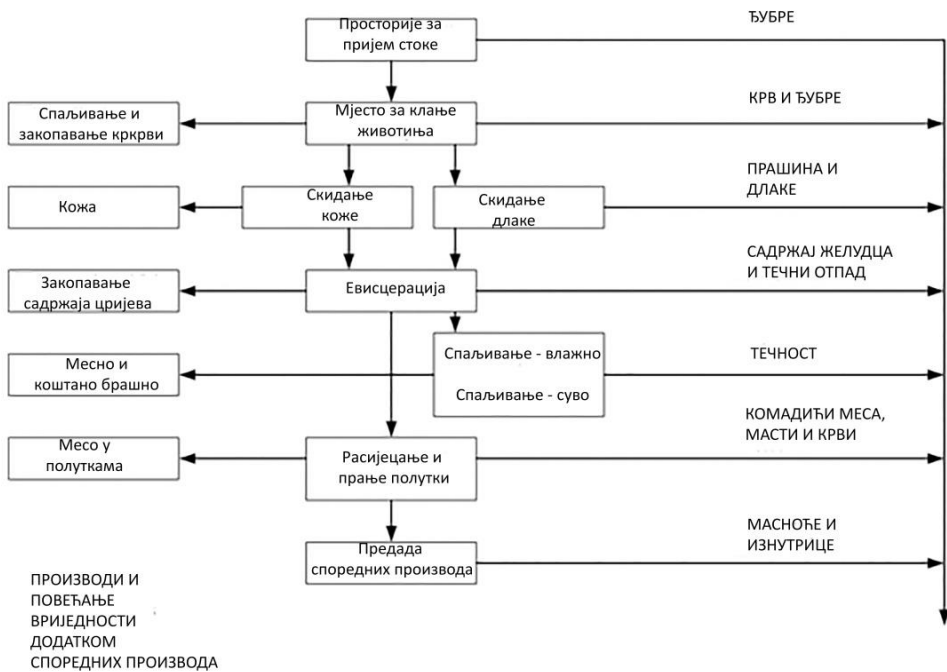 ЂУБРЕ
Просторије за
пријем стоке
КРВ И ЂУБРЕ
Спаљивање и
закопавање кркрви
Мјесто за клање
животиња
ПРАШИНА И
ДЛАКЕ
Кожа
Скидање
коже
Скидање
длаке
САДРЖАЈ ЖЕЛУДЦА
И ТЕЧНИ ОТПАД
Закопавање
садржаја цријева
Евисцерација
Спаљивање - влажно
Спаљивање - суво
ТЕЧНОСТ
Месно и
коштано брашно
КОМАДИЋИ МЕСА,
МАСТИ И КРВИ
Месо у
полуткама
Расијецање и
прање полутки
МАСНОЋЕ И
ИЗНУТРИЦЕ
Предада
споредних производа
ПРОИЗВОДИ И
ПОВЕЋАЊЕ
ВРИЈЕДНОСТИ
ДОДАТКОМ
СПОРЕДНИХ ПРОИЗВОДА